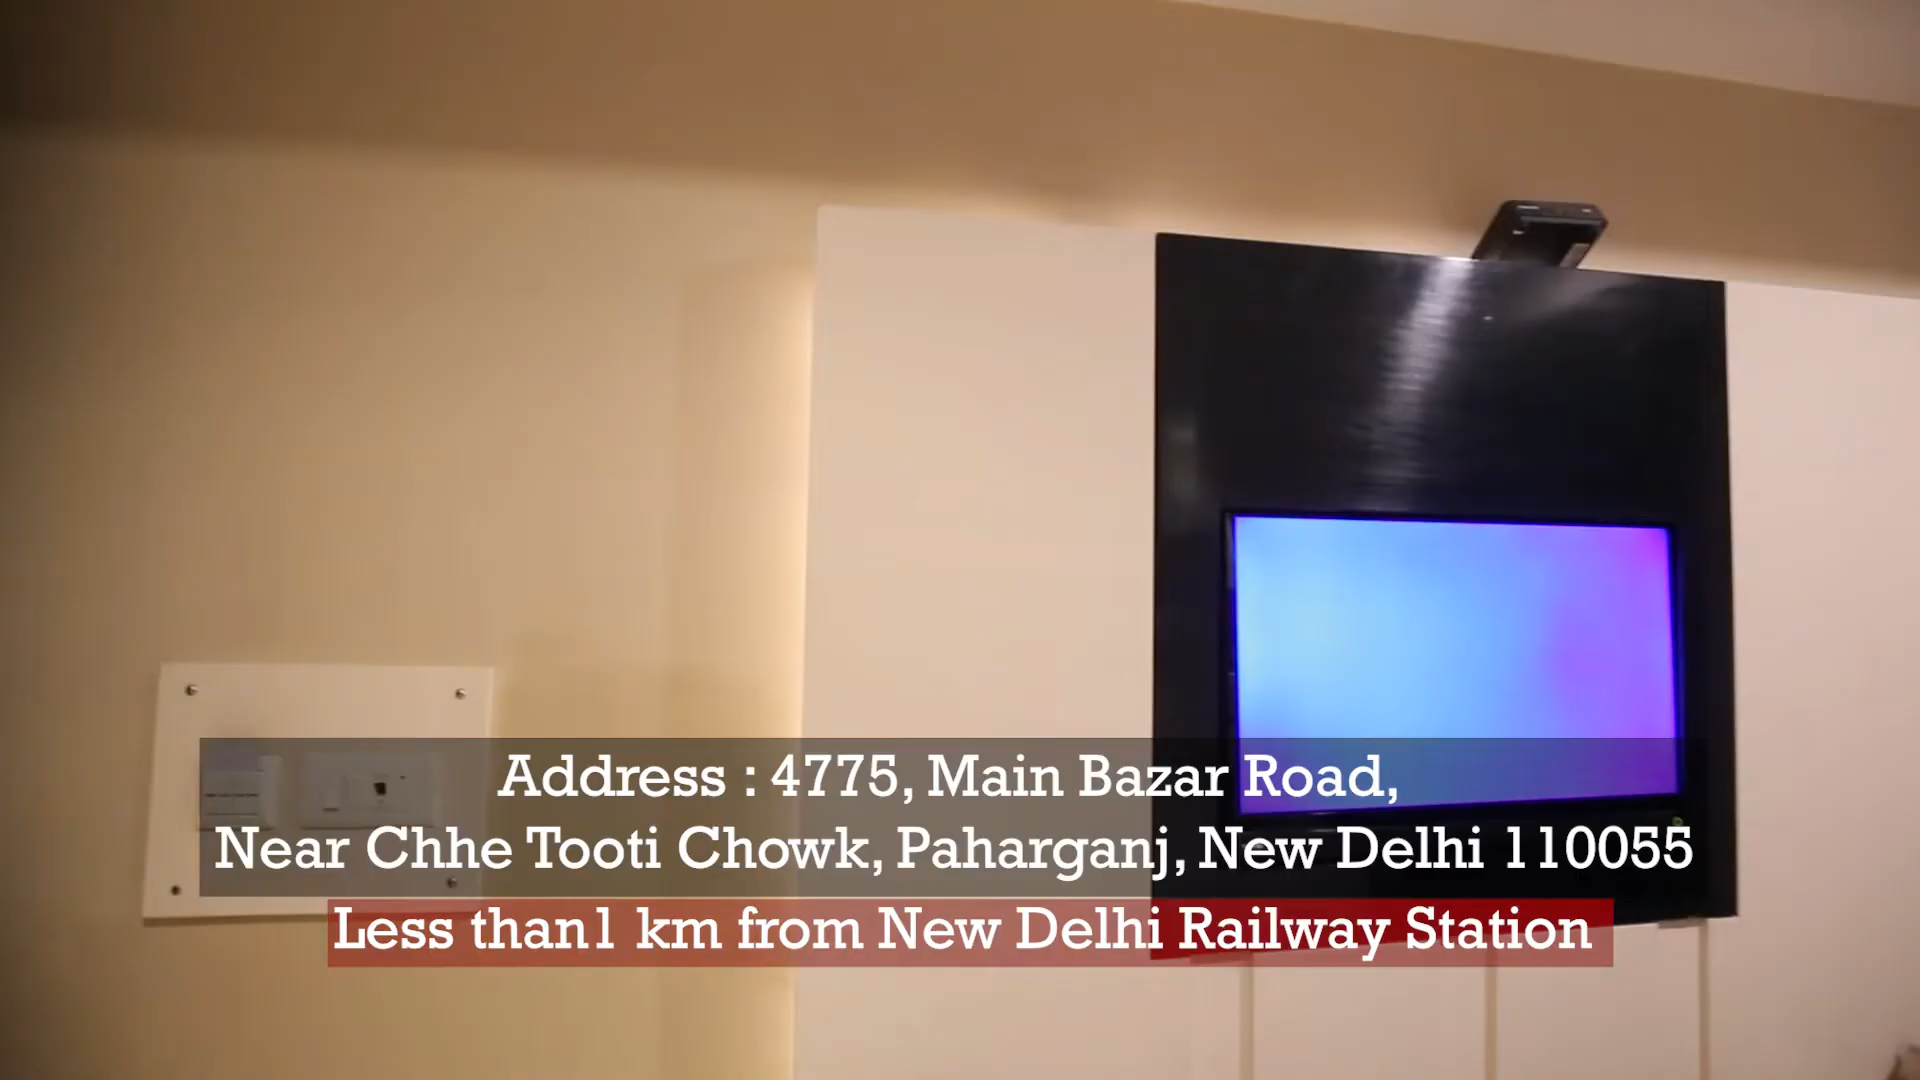 Address : 4775, Main Bazar Road,
Near Chhe Tooti Chowk, Paharganj, New Delhi 110055
Less than1 km from New Delhi Railway Station